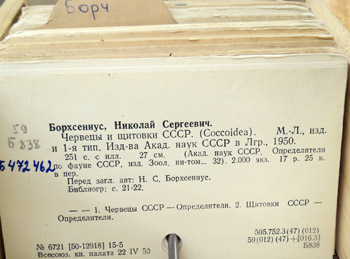 Борч
59
Б 838
Б472462
Борхсениус, Николай Сергеевич.
Червецы и щитовки СССР. (Coccoidea). М.-Л., изд.
и 1-я тип. Изд-ва Акад. наук СССР в Лгр., 1950.
251 с. с илл. 27 см. (Акад. наук СССР. Определители
по фауне СССР, изд. Зоол. ин-том... 32). 2.000 экз. 17 р. 25 к.
в пер.
Перед загл. авт: Н. С. Борхсениус.
Библиогр: с. 21-22.
— — 1. Червецы СССР—Определители. 2. Щитовки СССР —
Определители.
595.752.3(47)(012)
№ 6721 [50-12918] 15-5
59(012)(47)+[016.3]
Всесоюз. кн. палата 22 IV 50
Б838